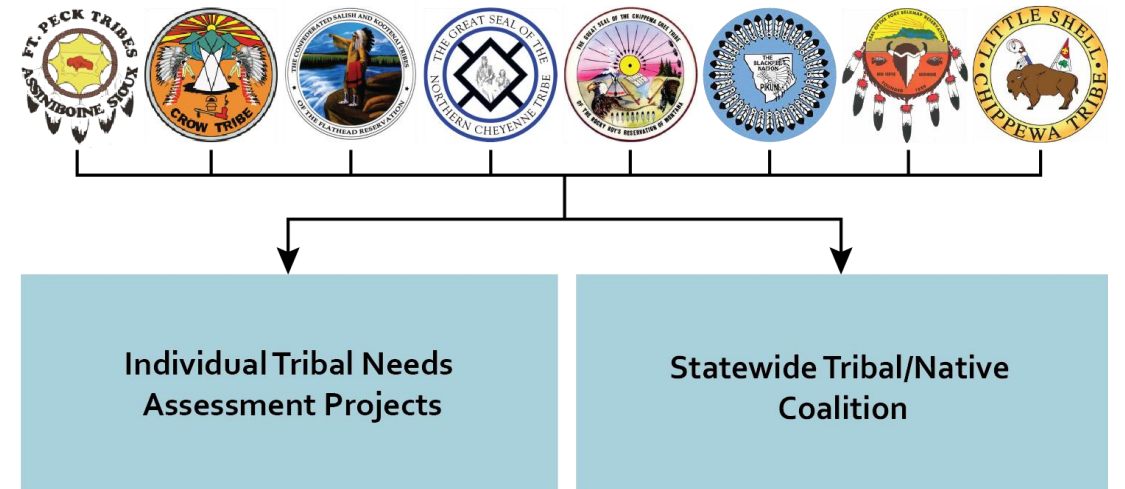 FT. PECK TRIBES
ASSINIBOINE SIOUX
CROW TRIBE
THE CONFEDERATED SALISH AND KOOTENAI TRIBES
OF THE FLATHEAD RESERVATION
THE GREAT SEAL OF THE
NORTHERN CHEYENNE TRIBE
THE GREAT SEAL OF THE CHIPPEWA CREE TRIBE
OF THE ROCKY BOY'S RESERVATION OF MONTANA
THE
BLACKFEET
NATION
PIKUNI
LITTLE SHELL
CHIPPEWA TRIBE
Individual Tribal Needs
Assessment Projects
Statewide Tribal/Native
Coalition